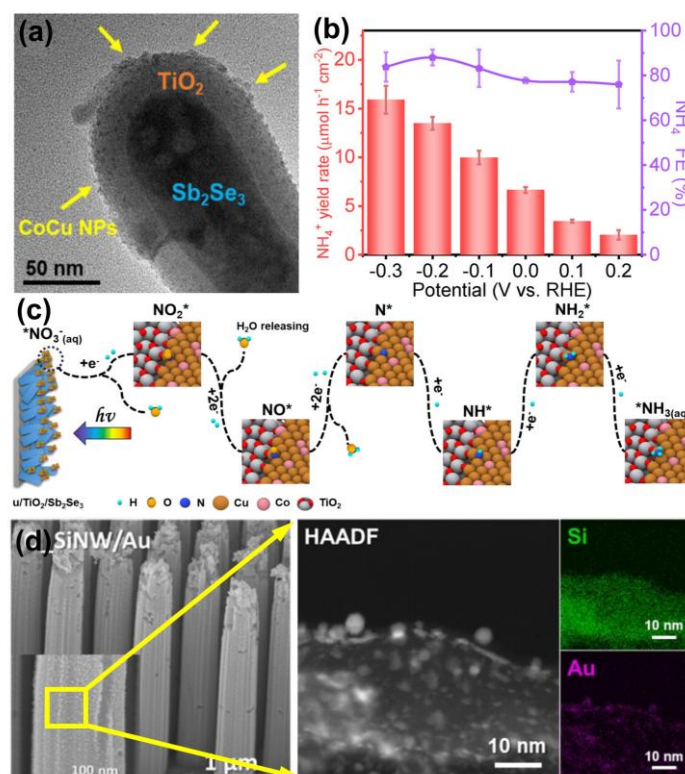 (a)
TiO2
Sb2Se3
CoCu NPs
50 nm
(b)
NH4+ yield rate (μmol h-1 cm-2)
20
15
10
5
2.5
0
100
80
60
40
20
0
NH4 FE (%)
-0.3 -0.2 -0.1 0.0 0.1 0.2
Potential (V vs. RHE)
(c)
*NO3-(aq)
+e-
NO2*
H2O releasing
+2e-
NO*
+2e-
N*
+e-
NH*
+e-
NH2*
+e-
*NH3(aq)
hν
u/TiO2/Sb2Se3
H O N Cu Co TiO2
(d)
SiNW/Au
100 nm
1 μm
HAADF
10 nm
Si
10 nm
Au
10 nm